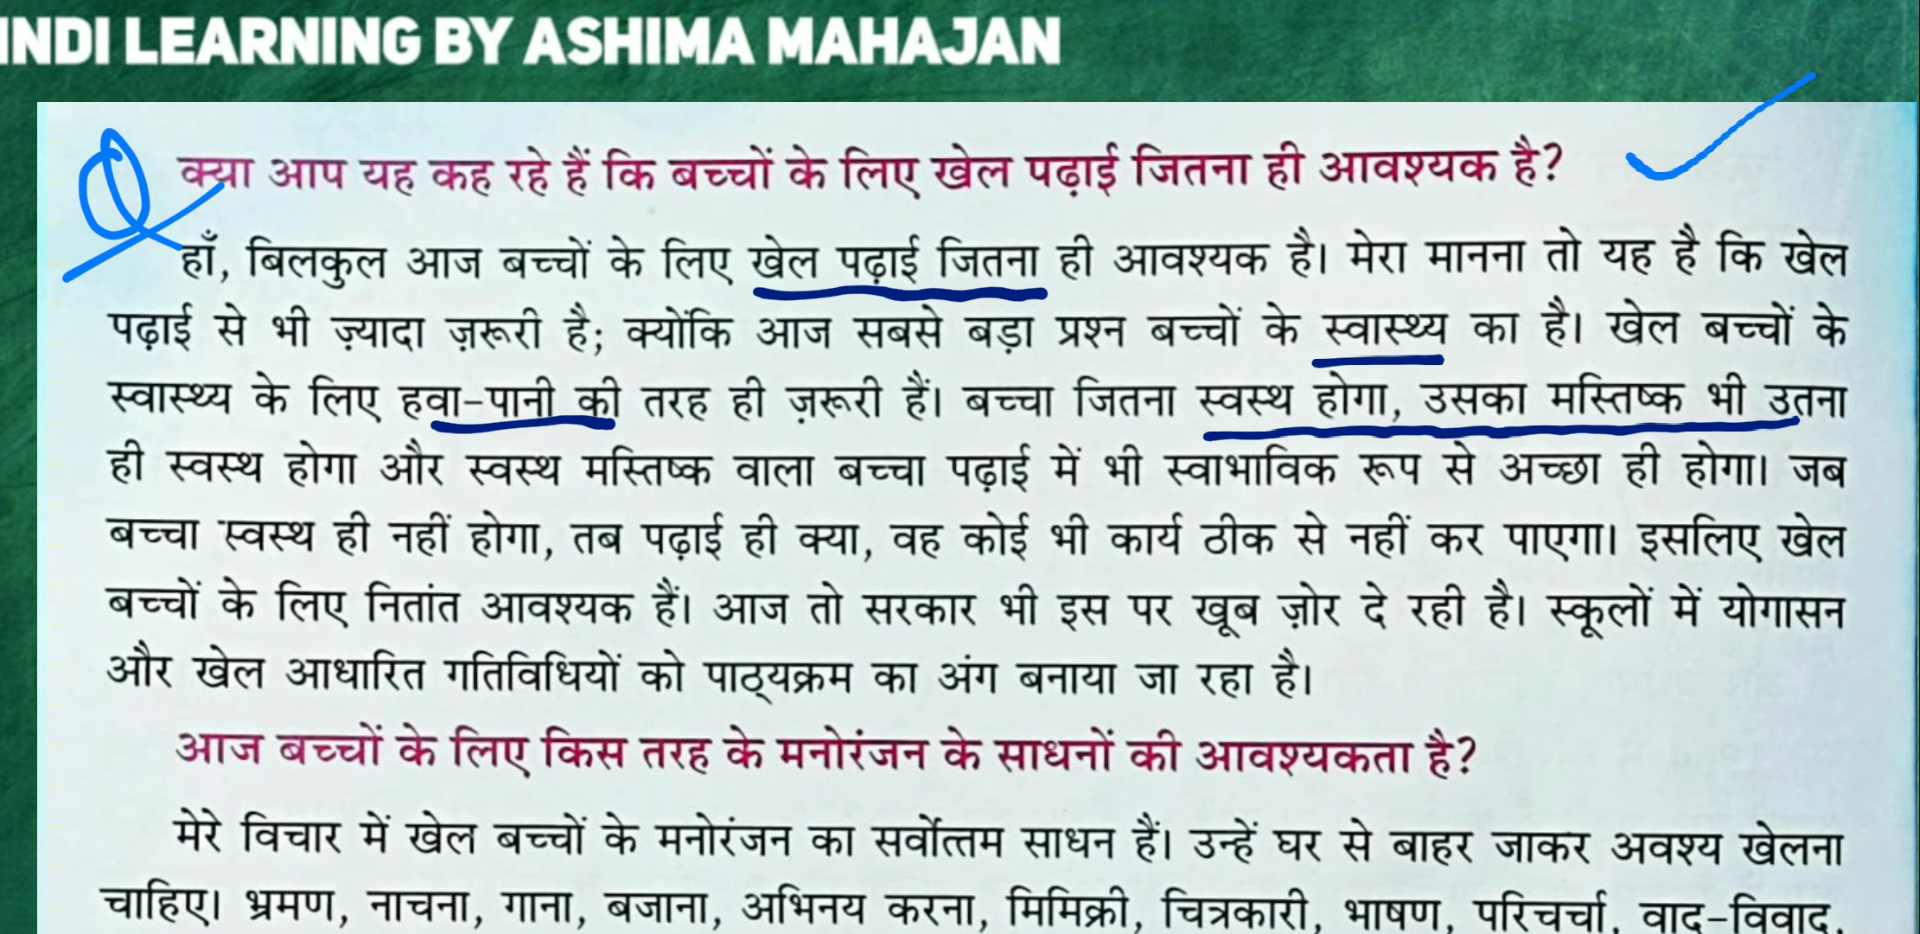 INDI LEARNING BY ASHIMA MAHAJAN
Q क्या आप यह कह रहे हैं कि बच्चों के लिए खेल पढ़ाई जितना ही आवश्यक है?
हाँ, बिलकुल आज बच्चों के लिए खेल पढ़ाई जितना ही आवश्यक है। मेरा मानना तो यह है कि खेल
पढ़ाई से भी ज़्यादा ज़रूरी है; क्योंकि आज सबसे बड़ा प्रश्न बच्चों के स्वास्थ्य का है। खेल बच्चों के
स्वास्थ्य के लिए हवा-पानी की तरह ही ज़रूरी हैं। बच्चा जितना स्वस्थ होगा, उसका मस्तिष्क भी उतना
ही स्वस्थ होगा और स्वस्थ मस्तिष्क वाला बच्चा पढ़ाई में भी स्वाभाविक रूप से अच्छा ही होगा। जब
बच्चा स्वस्थ ही नहीं होगा, तब पढ़ाई ही क्या, वह कोई भी कार्य ठीक से नहीं कर पाएगा। इसलिए खेल
बच्चों के लिए नितांत आवश्यक हैं। आज तो सरकार भी इस पर खूब ज़ोर दे रही है। स्कूलों में योगासन
और खेल आधारित गतिविधियों को पाठ्यक्रम का अंग बनाया जा रहा है।
आज बच्चों के लिए किस तरह के मनोरंजन के साधनों की आवश्यकता है?
मेरे विचार में खेल बच्चों के मनोरंजन का सर्वोत्तम साधन हैं। उन्हें घर से बाहर जाकर अवश्य खेलना
चाहिए। भ्रमण, नाचना, गाना, बजाना, अभिनय करना, मिमिक्री, चित्रकारी, भाषण, परिचर्चा, वाद-विवाद,